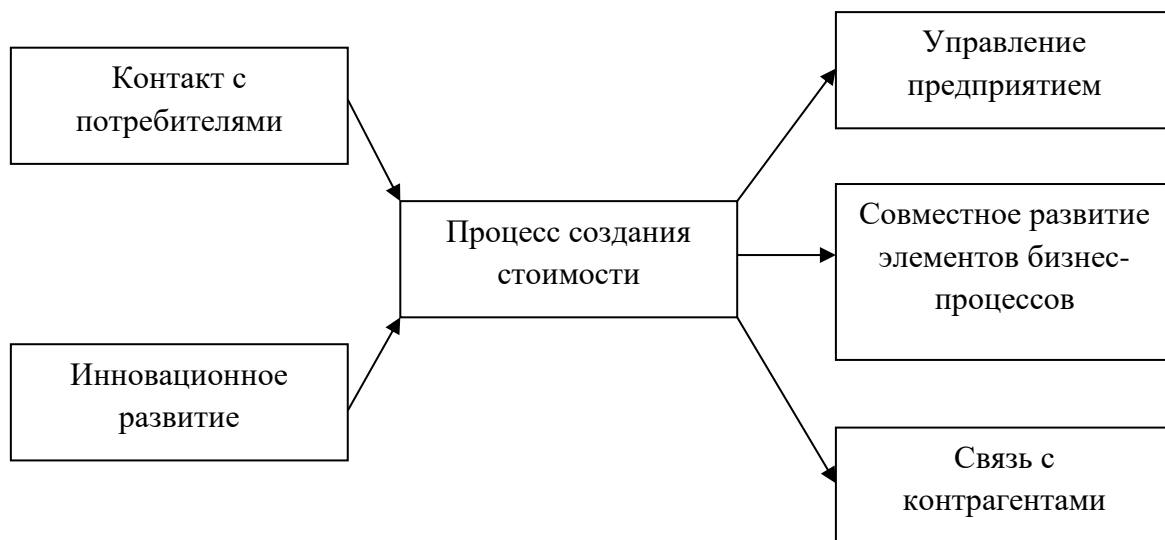 Контакт с
потребителями
Инновационное
развитие
Процесс создания
стоимости
Управление
предприятием
Совместное развитие
элементов бизнес-
процессов
Связь с
контрагентами